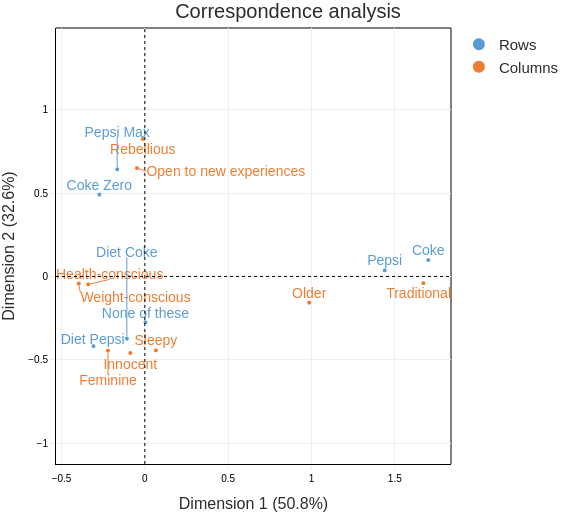 Correspondence analysis
Rows
Columns
1
Pepsi Max
Rebellious
Open to new experiences
0.5
Coke Zero
Dimension 2 (32.6%)
Diet Coke
Coke
Pepsi
0
Health-conscious
Weight-conscious
Older
Traditional
None of these
Diet Pepsi
Sleepy
−0.5
Innocent
Feminine
−1
−0.5
0
0.5
1
1.5
Dimension 1 (50.8%)